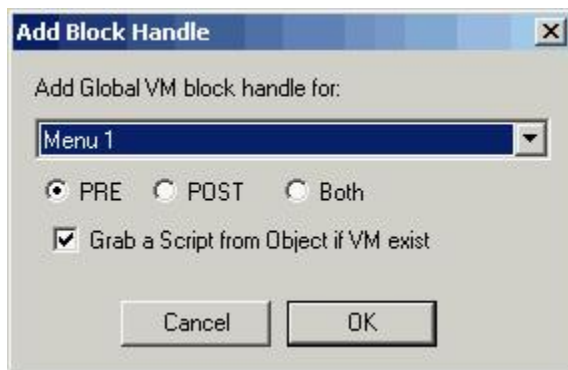 Add Block Handle
Add Global VM block handle for:
Menu 1
PRE POST Both
Grab a Script from Object if VM exist
Cancel OK